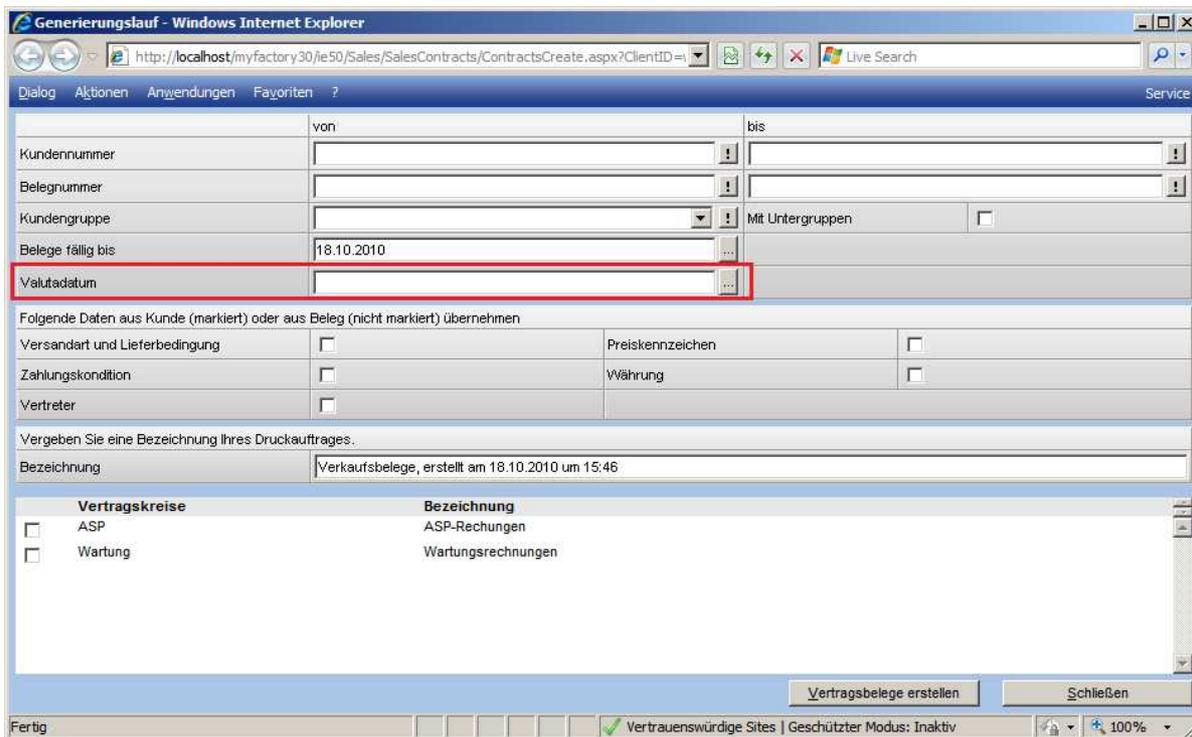 Generierungslauf - Windows Internet Explorer
http://localhost/myfactory30/ie50/Sales/SalesContracts/ContractsCreate.aspx?ClientID=
Live Search
Dialog Aktionen Anwendungen Favoriten ? Service
von bis
Kundennummer ! !
Belegnummer ! !
Kundengruppe ! Mit Untergruppen
Belege fällig bis 18.10.2010 ...
Valutadatum ...
Folgende Daten aus Kunde (markiert) oder aus Beleg (nicht markiert) übernehmen
Versandart und Lieferbedingung Preiskennzeichen
Zahlungskondition Währung
Vertreter
Vergeben Sie eine Bezeichnung Ihres Druckauftrages.
Bezeichnung Verkaufsbelege, erstellt am 18.10.2010 um 15:46
Vertragskreise Bezeichnung
ASP ASP-Rechungen
Wartung Wartungsrechnungen
Vertragsbelege erstellen Schließen
Fertig Vertrauenswürdige Sites | Geschützter Modus: Inaktiv 100%